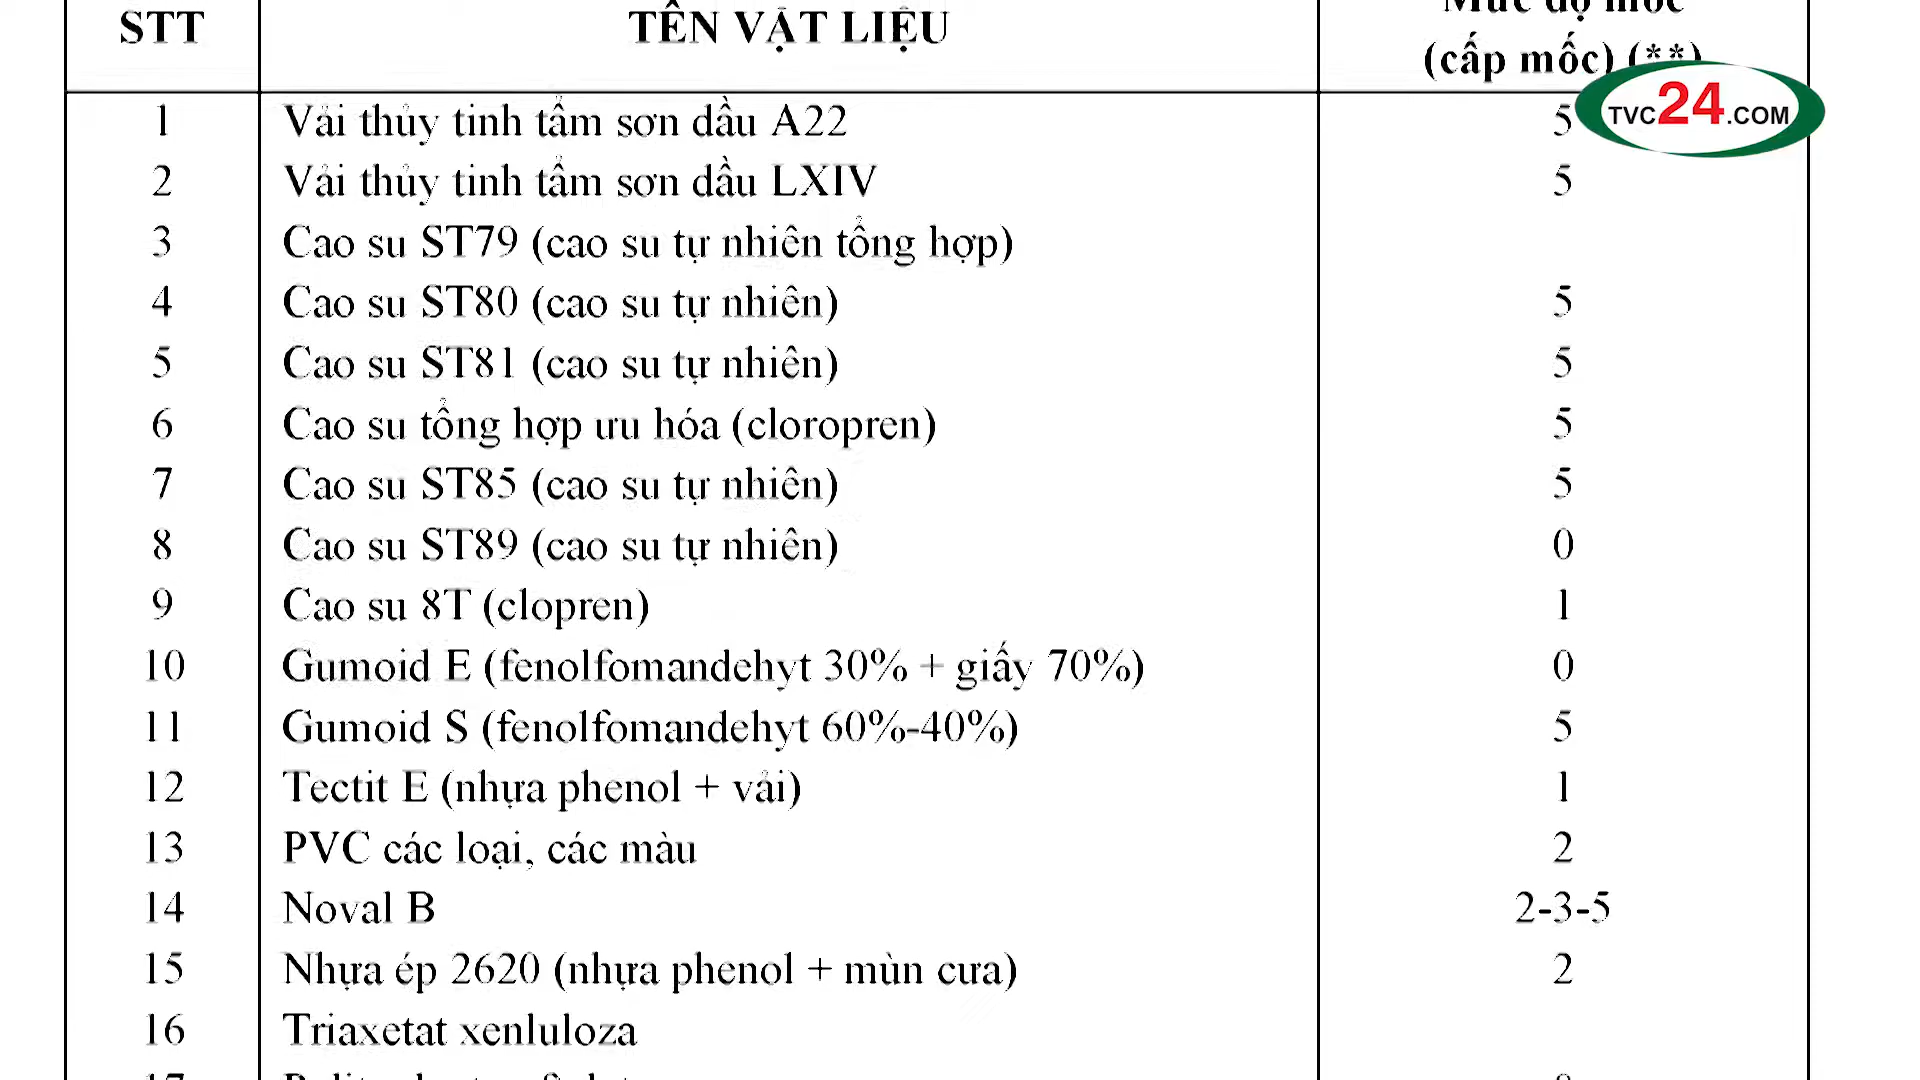 STT TÊN VẬT LIỆU Mức độ mốc
(cấp mốc) (**)
TVC24.COM
1 Vải thủy tinh tẩm sơn dầu A22 5
2 Vải thủy tinh tẩm sơn dầu LXIV 5
3 Cao su ST79 (cao su tự nhiên tổng hợp)
4 Cao su ST80 (cao su tự nhiên) 5
5 Cao su ST81 (cao su tự nhiên) 5
6 Cao su tổng hợp ưu hóa (cloropren) 5
7 Cao su ST85 (cao su tự nhiên) 5
8 Cao su ST89 (cao su tự nhiên) 0
9 Cao su 8T (clopren) 1
10 Gumoid E (fenolfomandehyt 30% + giấy 70%) 0
11 Gumoid S (fenolfomandehyt 60%-40%) 5
12 Tectit E (nhựa phenol + vải) 1
13 PVC các loại, các màu 2
14 Noval B 2-3-5
15 Nhựa ép 2620 (nhựa phenol + mùn cưa) 2
16 Triaxetat xenluloza
17